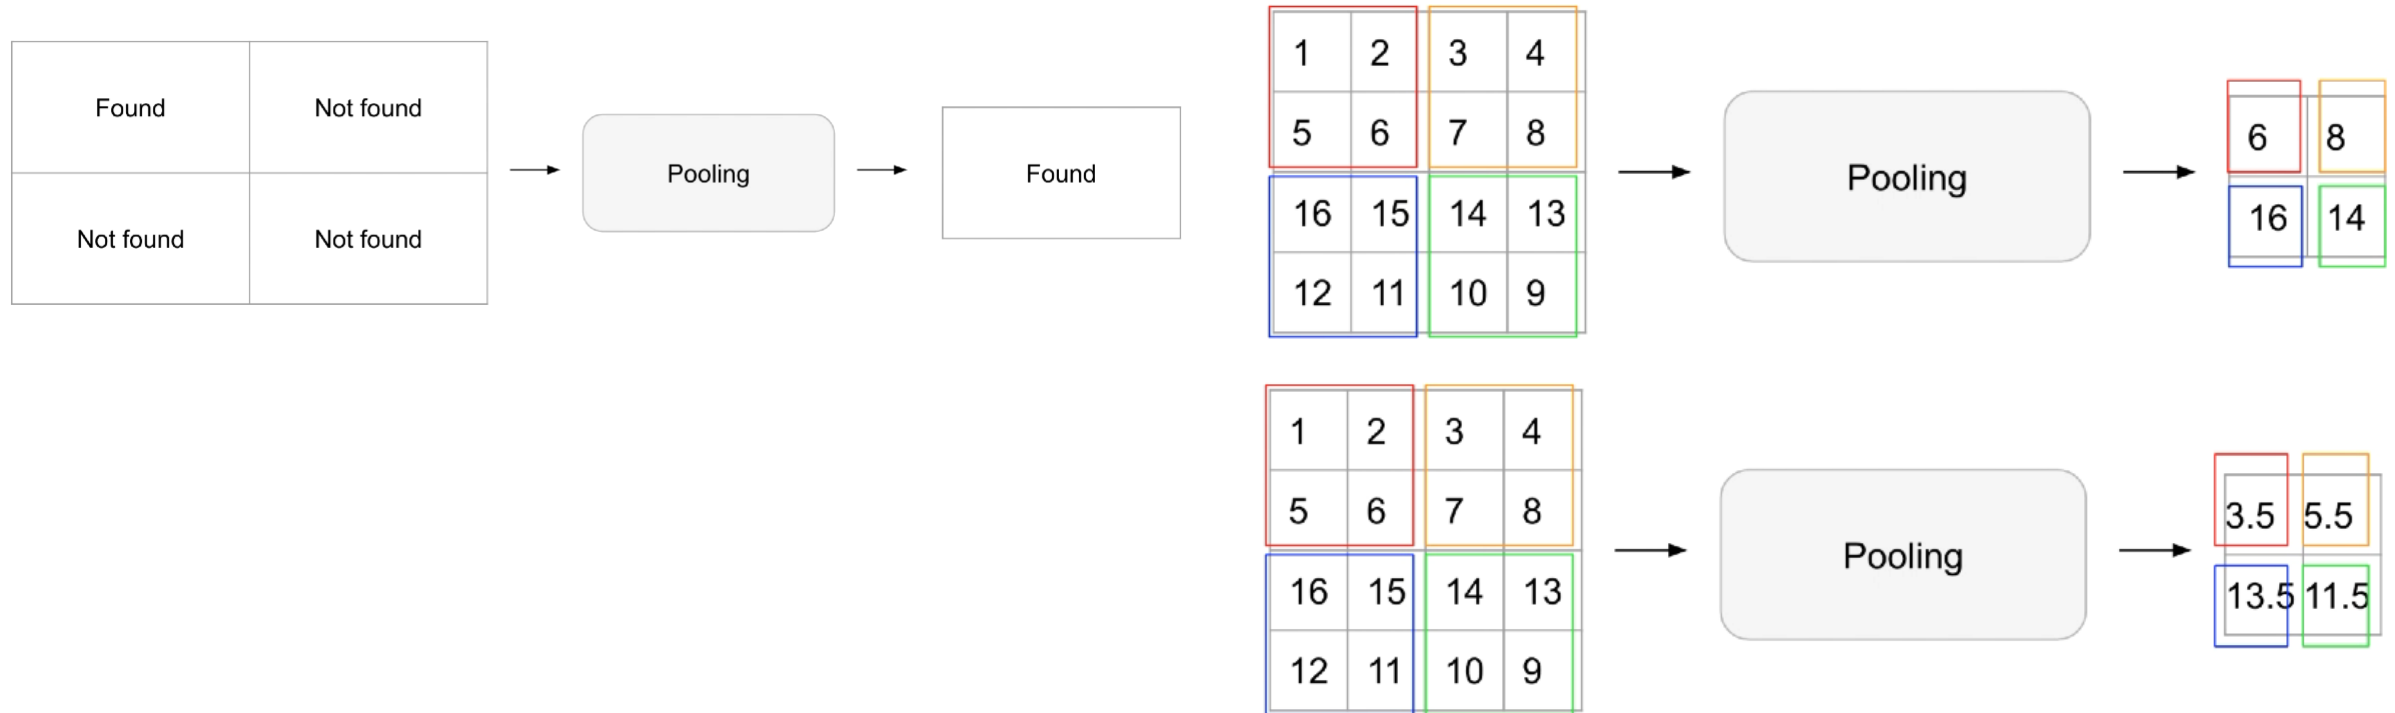 Found Not found
Not found Not found
Pooling
Found
1 2 3 4
5 6 7 8
16 15 14 13
12 11 10 9
Pooling
6 8
16 14
1 2 3 4
5 6 7 8
16 15 14 13
12 11 10 9
Pooling
3.5 5.5
13.5 11.5